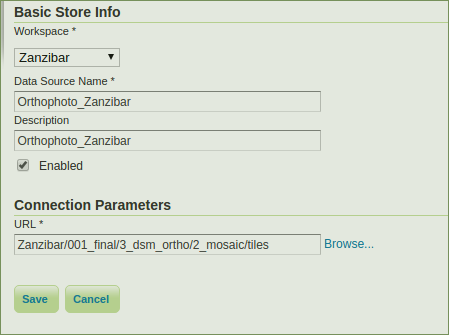 Basic Store Info
Workspace *
Zanzibar
Data Source Name *
Orthophoto_Zanzibar
Description
Orthophoto_Zanzibar
Enabled
Connection Parameters
URL *
Zanzibar/001_final/3_dsm_ortho/2_mosaic/tiles Browse...
Save Cancel